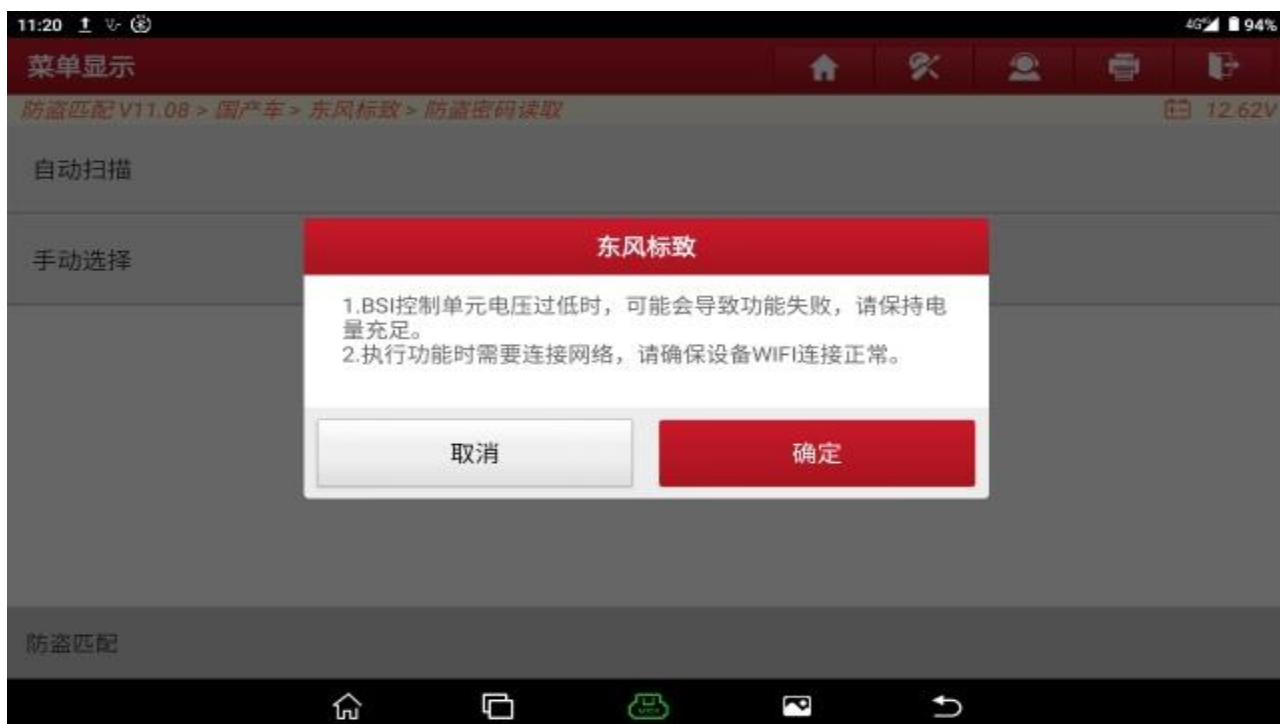 11:20
4G 94%
菜单显示
防盗匹配 V11.08 > 国产车 > 东风标致 > 防盗密码读取
12.62V
自动扫描
手动选择
东风标致
1.BSI控制单元电压过低时，可能会导致功能失败，请保持电
量充足。
2.执行功能时需要连接网络，请确保设备WIFI连接正常。
取消
确定
防盗匹配
VCI